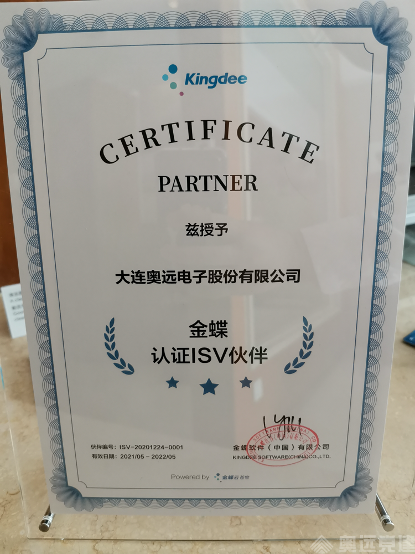 Kingdee
CERTIFICATE
PARTNER
兹授予
大连奥远电子股份有限公司
金蝶
认证ISV伙伴
伙伴编号：ISV-20201224-0001
有效日期：2021/05 - 2022/05
金蝶软件（中国）有限公司
KINGDEE SOFTWARE(CHINA)CO.,LTD.
Powered by 金蝶